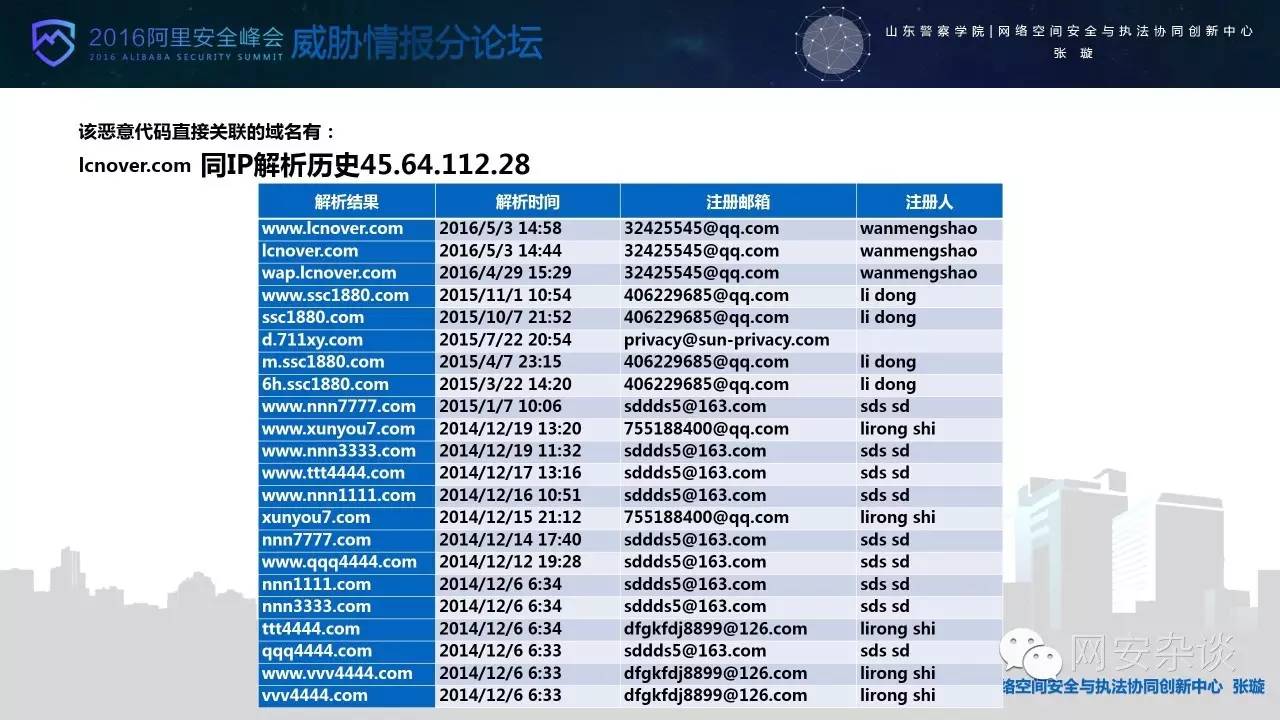 2016阿里安全峰会
2016 ALIBABA SECURITY SUMMIT
威胁情报分论坛
山东警察学院|网络空间安全与执法协同创新中心
张 璇
该恶意代码直接关联的域名有：
lcnover.com 同IP解析历史45.64.112.28
解析结果 解析时间 注册邮箱 注册人
www.lcnover.com 2016/5/3 14:58 32425545@qq.com wanmengshao
lcnover.com 2016/5/3 14:44 32425545@qq.com wanmengshao
wap.lcnover.com 2016/4/29 15:29 32425545@qq.com wanmengshao
www.ssc1880.com 2015/11/1 10:54 406229685@qq.com li dong
ssc1880.com 2015/10/7 21:52 406229685@qq.com li dong
d.711xy.com 2015/7/22 20:54 privacy@sun-privacy.com
m.ssc1880.com 2015/4/7 23:15 406229685@qq.com li dong
6h.ssc1880.com 2015/3/22 14:20 406229685@qq.com li dong
www.nnn7777.com 2015/1/7 10:06 sddds5@163.com sds sd
www.xunyou7.com 2014/12/19 13:20 755188400@qq.com lirong shi
www.nnn3333.com 2014/12/19 11:32 sddds5@163.com sds sd
www.ttt4444.com 2014/12/17 13:16 sddds5@163.com sds sd
www.nnn1111.com 2014/12/16 10:51 sddds5@163.com sds sd
xunyou7.com 2014/12/15 21:12 755188400@qq.com lirong shi
nnn7777.com 2014/12/14 17:40 sddds5@163.com sds sd
www.qqq4444.com 2014/12/12 19:28 sddds5@163.com sds sd
nnn1111.com 2014/12/6 6:34 sddds5@163.com sds sd
nnn3333.com 2014/12/6 6:34 sddds5@163.com sds sd
ttt4444.com 2014/12/6 6:34 dfgkfdj8899@126.com lirong shi
qqq4444.com 2014/12/6 6:33 sddds5@163.com sds sd
www.vvv4444.com 2014/12/6 6:33 dfgkfdj8899@126.com lirong shi
vvv4444.com 2014/12/6 6:33 dfgkfdj8899@126.com lirong shi
网安杂谈
络空间安全与执法协同创新中心 张璇